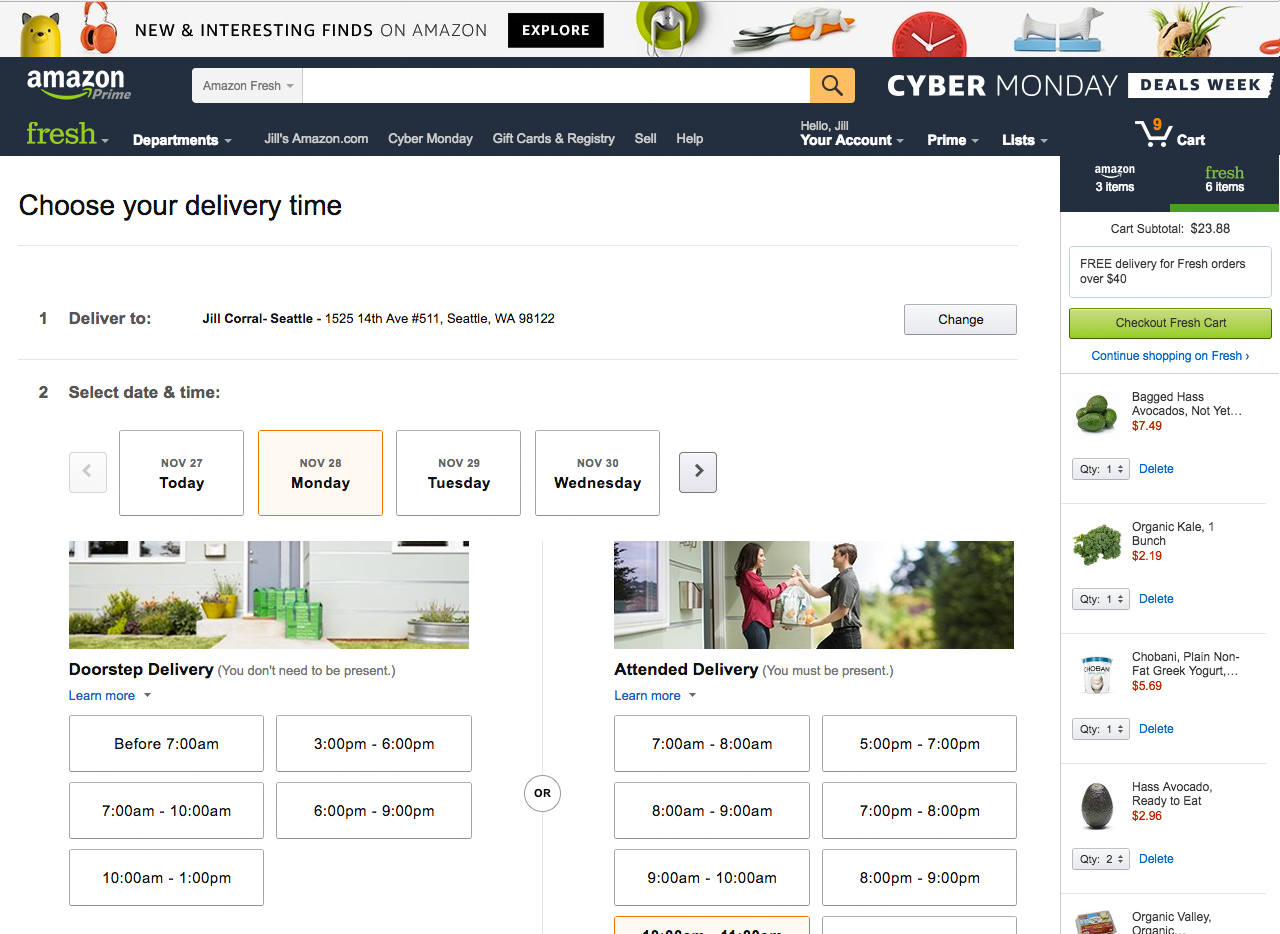 NEW & INTERESTING FINDS ON AMAZON
EXPLORE
amazon
Prime
Amazon Fresh
CYBER MONDAY
DEALS WEEK
fresh
Departments
Jill's Amazon.com
Cyber Monday
Gift Cards & Registry
Sell
Help
Hello, Jill
Your Account
Prime
Lists
9
Cart
amazon
3 items
fresh
6 items
Choose your delivery time
1 Deliver to: Jill Corral- Seattle - 1525 14th Ave #511, Seattle, WA 98122
Change
2 Select date & time:
NOV 27
Today
NOV 28
Monday
NOV 29
Tuesday
NOV 30
Wednesday
Doorstep Delivery (You don't need to be present.)
Learn more
Before 7:00am
3:00pm - 6:00pm
7:00am - 10:00am
6:00pm - 9:00pm
10:00am - 1:00pm
OR
Attended Delivery (You must be present.)
Learn more
7:00am - 8:00am
5:00pm - 7:00pm
8:00am - 9:00am
7:00pm - 8:00pm
9:00am - 10:00am
8:00pm - 9:00pm
10:00am - 11:00am
Cart Subtotal: $23.88
FREE delivery for Fresh orders
over $40
Checkout Fresh Cart
Continue shopping on Fresh ›
Bagged Hass
Avocados, Not Yet…
$7.49
Qty: 1
Delete
Organic Kale, 1
Bunch
$2.19
Qty: 1
Delete
CHOBANI
Chobani, Plain Non-
Fat Greek Yogurt,…
$5.69
Qty: 1
Delete
Hass Avocado,
Ready to Eat
$2.96
Qty: 2
Delete
Organic Valley,
Organic…